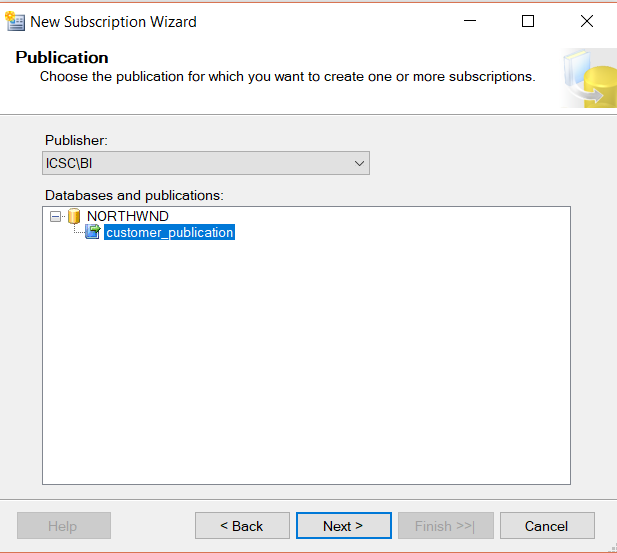 New Subscription Wizard
Publication
Choose the publication for which you want to create one or more subscriptions.
Publisher:
ICSC\BI
Databases and publications:
NORTHWND
customer_publication
Help
< Back
Next >
Finish >>|
Cancel